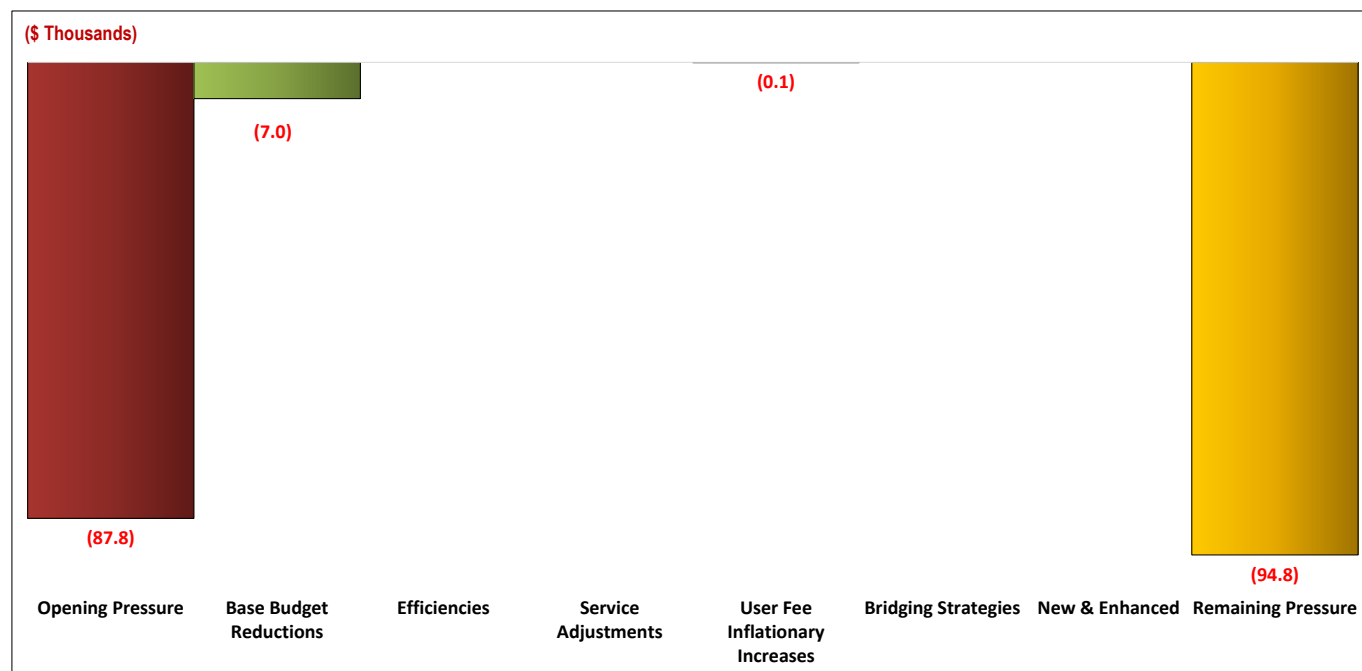 ($ Thousands)
(0.1)
(7.0)
(87.8)
(94.8)
Opening Pressure
Base Budget
Reductions
Efficiencies
Service
Adjustments
User Fee
Inflationary
Increases
Bridging Strategies
New & Enhanced
Remaining Pressure